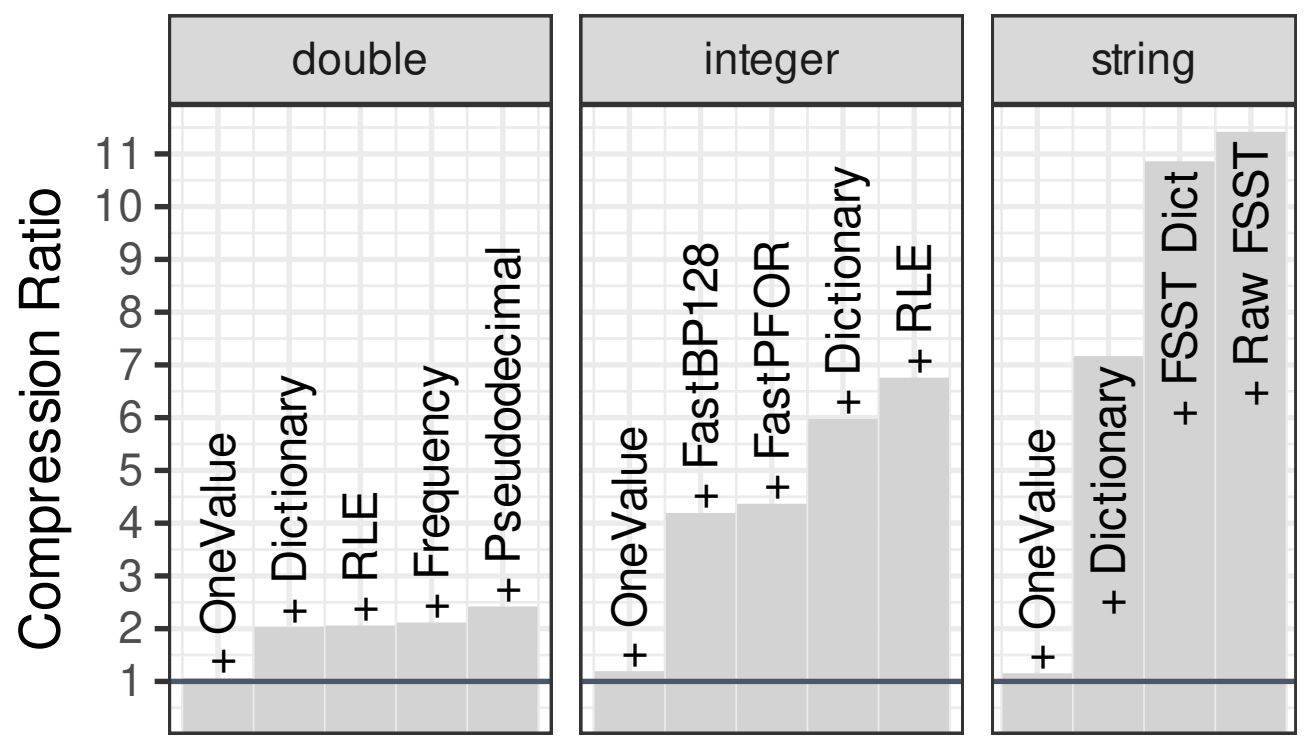 double
integer
string
Compression Ratio
11
10
9
8
7
6
5
4
3
2
1
+ OneValue
+ Dictionary
+ RLE
+ Frequency
+ Pseudodecimal
+ OneValue
+ FastBP128
+ FastPFOR
+ Dictionary
+ RLE
+ OneValue
+ Dictionary
+ FSST Dict
+ Raw FSST